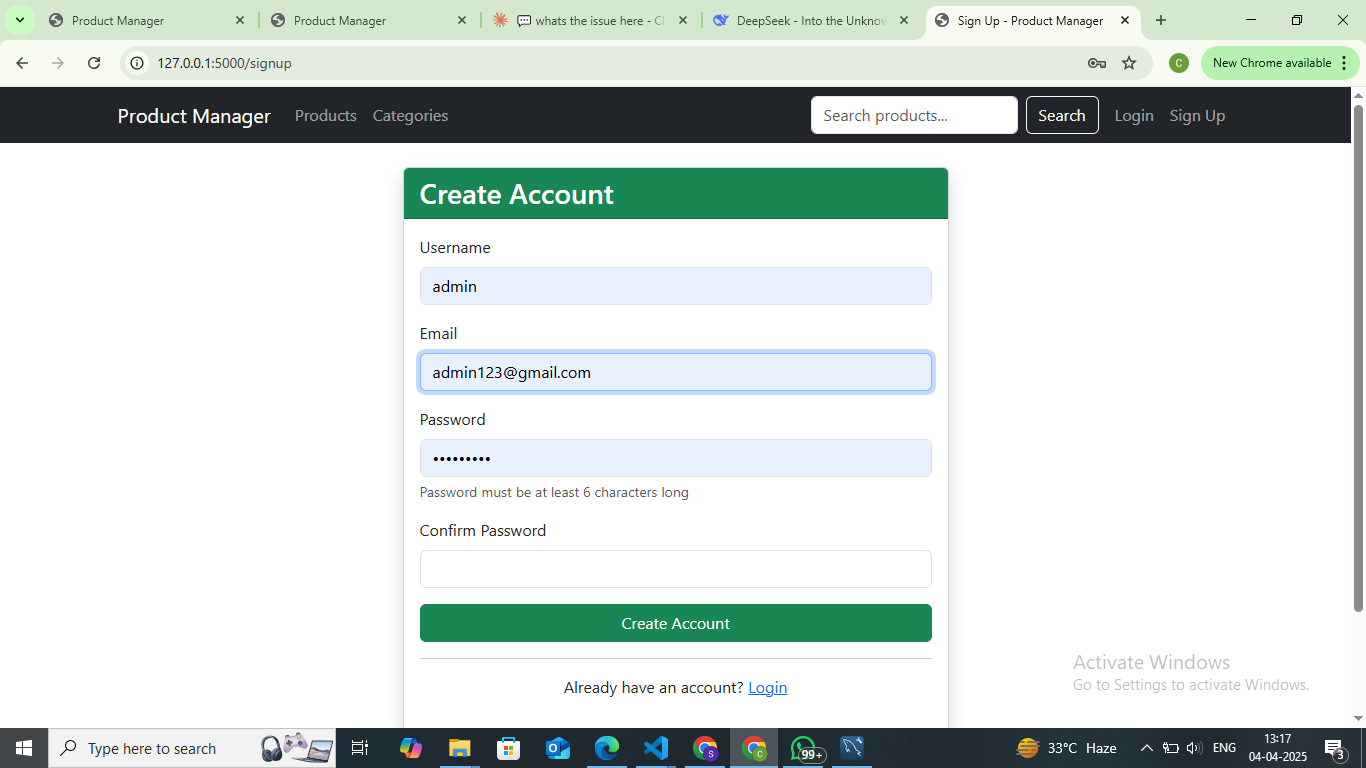 Product Manager
Product Manager
whats the issue here - Cl
DeepSeek - Into the Unknow
Sign Up - Product Manager
127.0.0.1:5000/signup
C
New Chrome available
Product Manager Products Categories Search products... Search Login Sign Up
Create Account
Username
admin
Email
admin123@gmail.com
Password
•••••••••
Password must be at least 6 characters long
Confirm Password
Create Account
Already have an account? Login
Activate Windows
Go to Settings to activate Windows.
Type here to search
S
C
99+
33°C Haze
ENG
13:17
04-04-2025
3